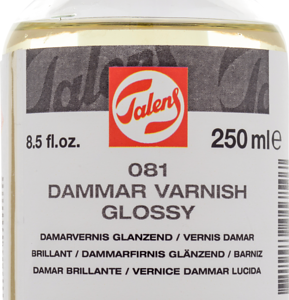 Talens
8.5 fl.oz. 250 ml e
081
DAMMAR VARNISH
GLOSSY
DAMARVERNIS GLANZEND / VERNIS DAMAR
BRILLANT / DAMMARFIRNIS GLÄNZEND / BARNIZ
DAMAR BRILLANTE / VERNICE DAMMAR LUCIDA